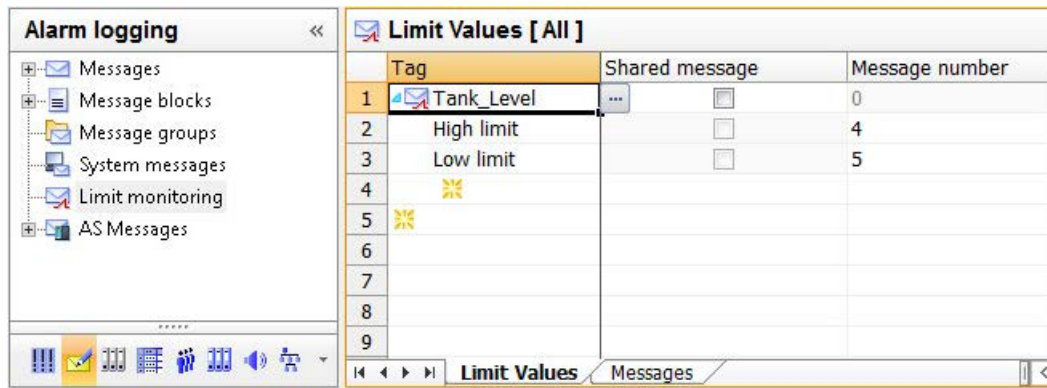 Alarm logging «
Messages
Message blocks
Message groups
System messages
Limit monitoring
AS Messages
Limit Values [ All ]
Tag Shared message Message number
1 Tank_Level ... 0
2 High limit 4
3 Low limit 5
4
5
6
7
8
9
Limit Values Messages